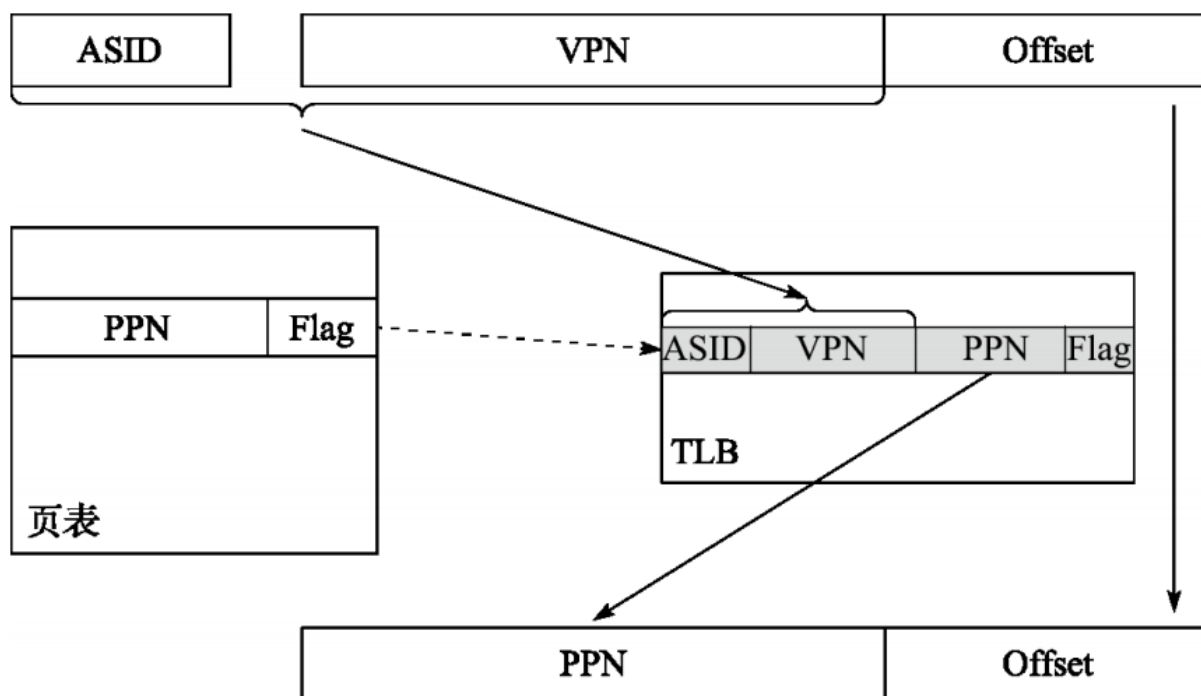 ASID VPN Offset
PPN Flag
ASID VPN PPN Flag
TLB
页表
PPN Offset